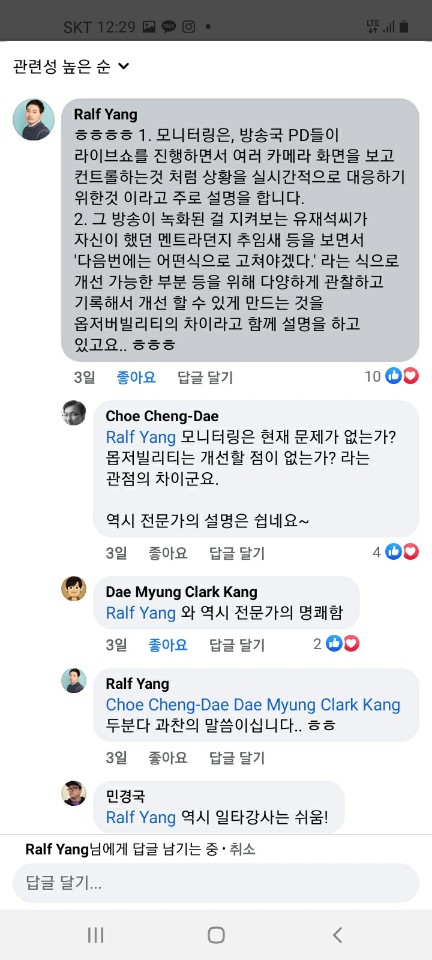 SKT 12:29
LTE
관련성 높은 순
Ralf Yang
ㅎㅎㅎㅎ 1. 모니터링은, 방송국 PD들이
라이브쇼를 진행하면서 여러 카메라 화면을 보고
컨트롤하는것 처럼 상황을 실시간적으로 대응하기
위한것 이라고 주로 설명을 합니다.
2. 그 방송이 녹화된 걸 지켜보는 유재석씨가
자신이 했던 멘트라던지 추임새 등을 보면서
'다음번에는 어떤식으로 고쳐야겠다.' 라는 식으로
개선 가능한 부분 등을 위해 다양하게 관찰하고
기록해서 개선 할 수 있게 만드는 것을
옵저버빌리티의 차이라고 함께 설명을 하고
있고요.. ㅎㅎㅎ
3일 좋아요 답글 달기 10
Choe Cheng-Dae
Ralf Yang 모니터링은 현재 문제가 없는가?
몹저빌리티는 개선할 점이 없는가? 라는
관점의 차이군요.
역시 전문가의 설명은 쉽네요~
3일 좋아요 답글 달기 4
Dae Myung Clark Kang
Ralf Yang 와 역시 전문가의 명쾌함
3일 좋아요 답글 달기 2
Ralf Yang
Choe Cheng-Dae Dae Myung Clark Kang
두분다 과찬의 말씀이십니다.. ㅎㅎ
3일 좋아요 답글 달기
민경국
Ralf Yang 역시 일타강사는 쉬움!
Ralf Yang님에게 답글 남기는 중 · 취소
답글 달기...